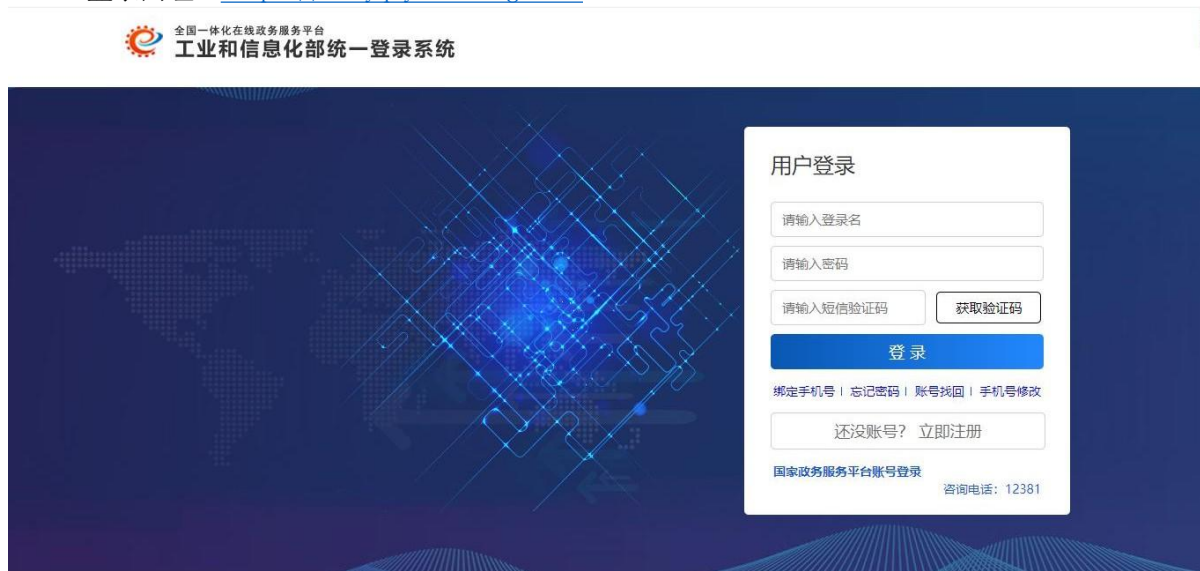 全国一体化在线政务服务平台
工业和信息化部统一登录系统
用户登录
请输入登录名
请输入密码
请输入短信验证码
获取验证码
登录
绑定手机号 | 忘记密码 | 账号找回 | 手机号修改
还没账号? 立即注册
国家政务服务平台账号登录
咨询电话：12381